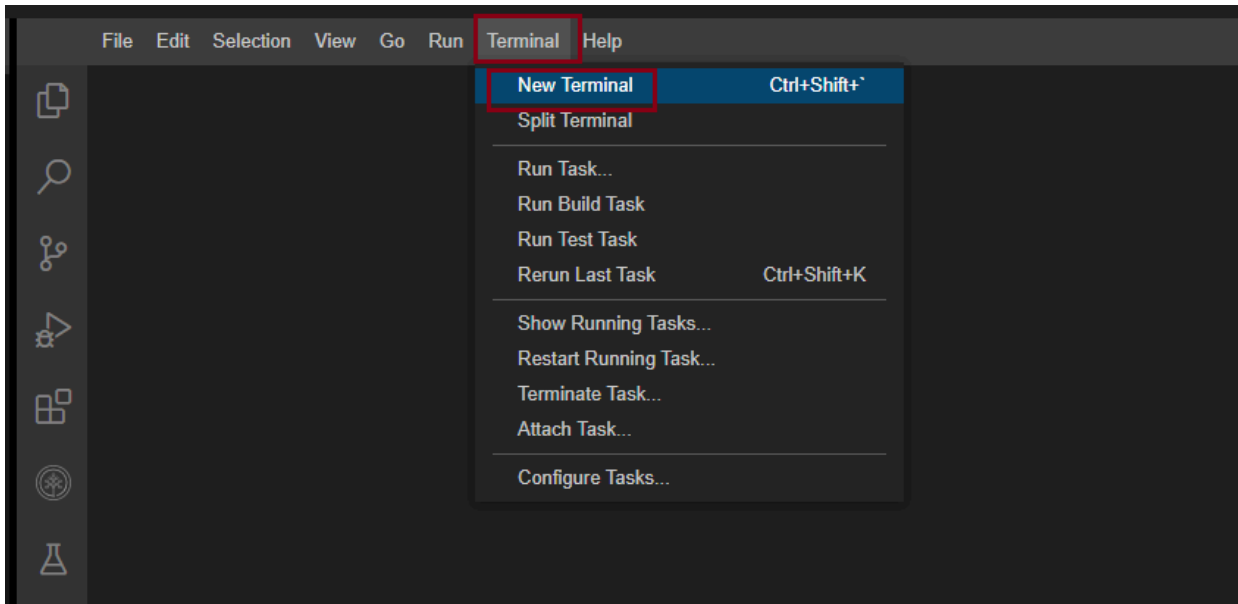 File Edit Selection View Go Run Terminal Help
New Terminal Ctrl+Shift+`
Split Terminal
Run Task...
Run Build Task
Run Test Task
Rerun Last Task Ctrl+Shift+K
Show Running Tasks...
Restart Running Task...
Terminate Task...
Attach Task...
Configure Tasks...